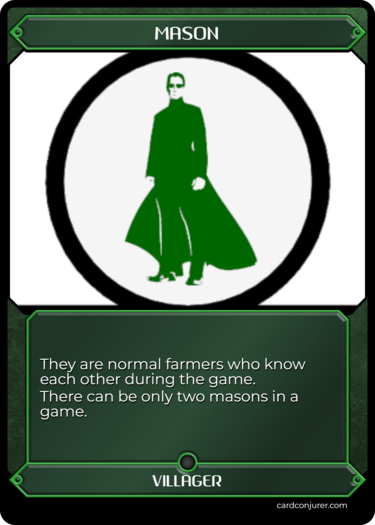 MASON
They are normal farmers who know
each other during the game.
There can be only two masons in a
game.
VILLAGER
cardconjurer.com